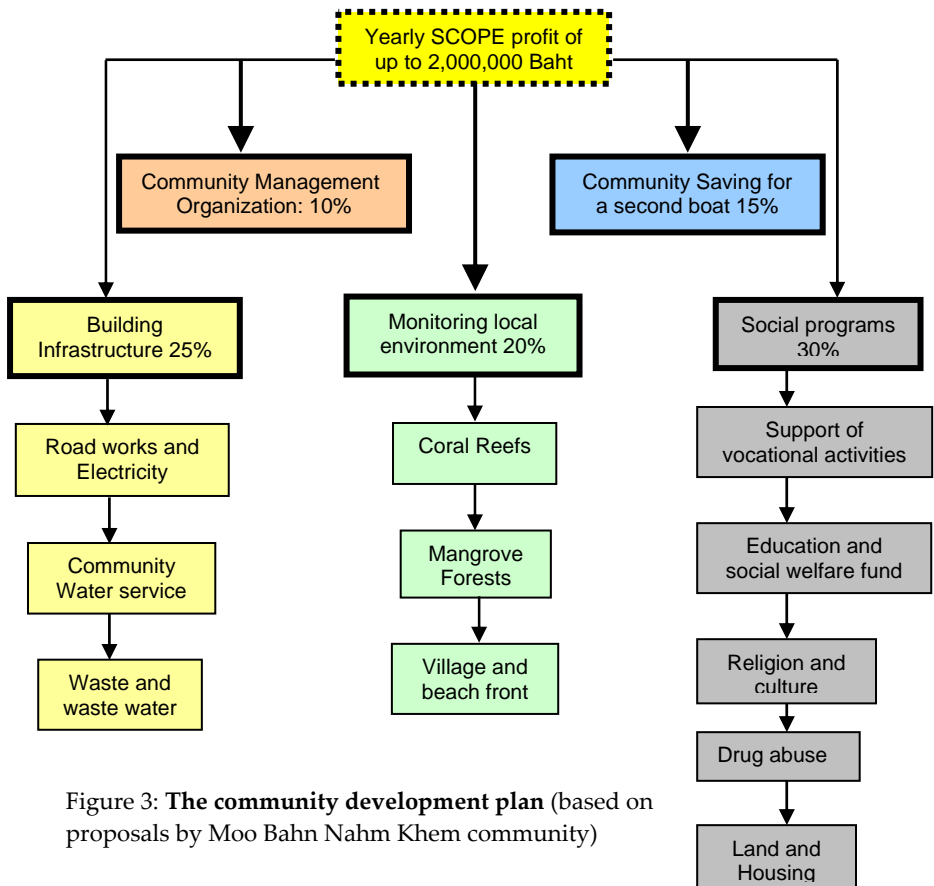 Yearly SCOPE profit of
up to 2,000,000 Baht
Community Management
Organization: 10%
Community Saving for
a second boat 15%
Building
Infrastructure 25%
Monitoring local
environment 20%
Social programs
30%
Road works and
Electricity
Community
Water service
Waste and
waste water
Coral Reefs
Mangrove
Forests
Village and
beach front
Support of
vocational activities
Education and
social welfare fund
Religion and
culture
Drug abuse
Land and
Housing
Figure 3: The community development plan (based on
proposals by Moo Bahn Nahm Khem community)